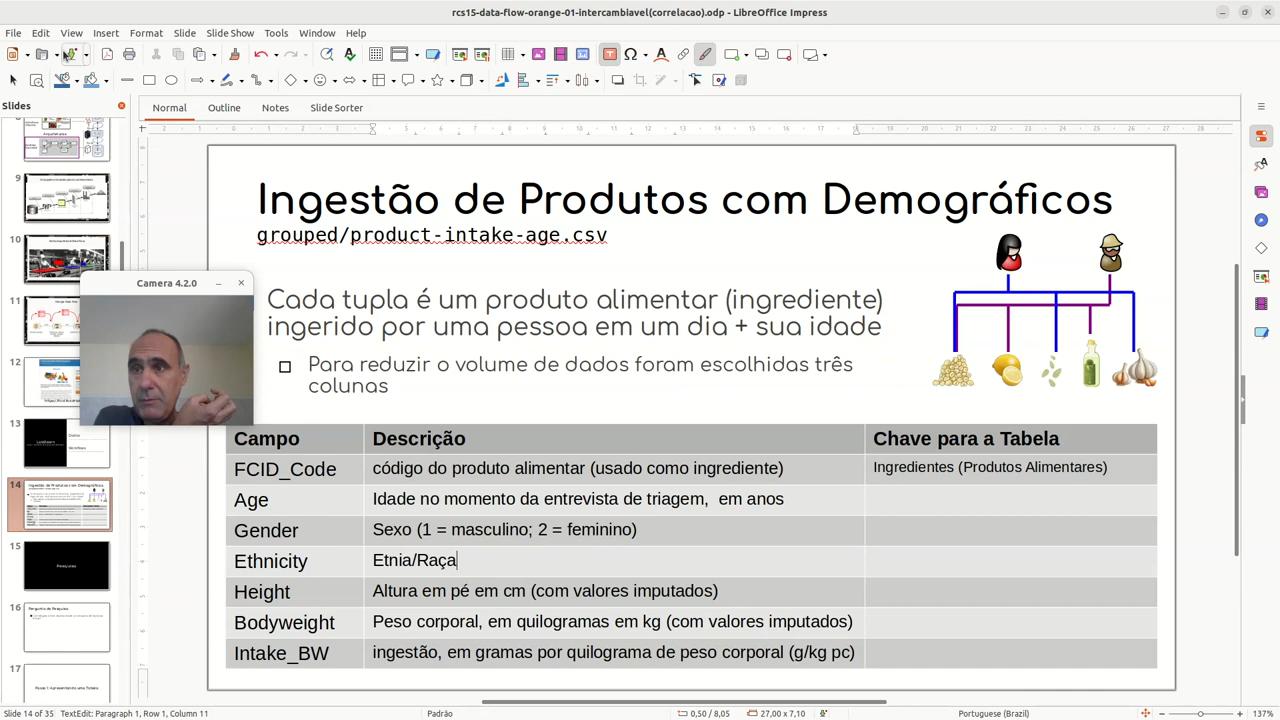 rcs15-data-flow-orange-01-intercambiavel(correlacao).odp - LibreOffice Impress
File Edit View Insert Format Slide Slide Show Tools Window Help
Slides
Normal Outline Notes Slide Sorter
9
10
11
12
13
14
15
16
17
Camera 4.2.0
Ingestão de Produtos com Demográficos
grouped/product-intake-age.csv
Cada tupla é um produto alimentar (ingrediente)
ingerido por uma pessoa em um dia + sua idade
Para reduzir o volume de dados foram escolhidas três
colunas
Campo Descrição Chave para a Tabela
FCID_Code código do produto alimentar (usado como ingrediente) Ingredientes (Produtos Alimentares)
Age Idade no momento da entrevista de triagem, em anos
Gender Sexo (1 = masculino; 2 = feminino)
Ethnicity Etnia/Raça
Height Altura em pé em cm (com valores imputados)
Bodyweight Peso corporal, em quilogramas em kg (com valores imputados)
Intake_BW ingestão, em gramas por quilograma de peso corporal (g/kg pc)
Slide 14 of 35 TextEdit: Paragraph 1, Row 1, Column 11 Padrão 0,50 / 8,05 27,00 x 7,10 Portuguese (Brazil) 137%